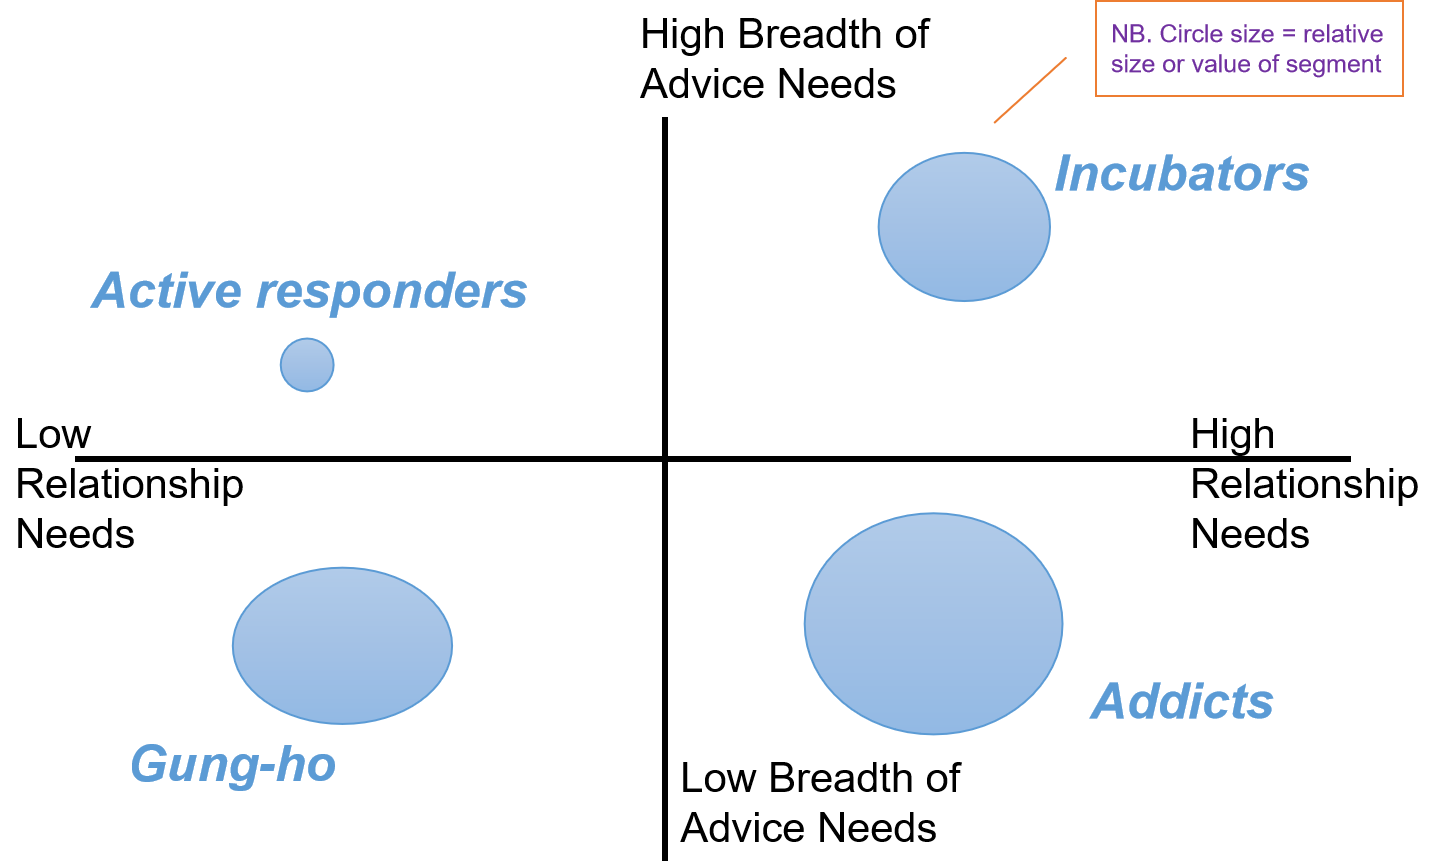 High Breadth of
Advice Needs
NB. Circle size = relative
size or value of segment
Incubators
Active responders
Low
Relationship
Needs
High
Relationship
Needs
Addicts
Gung-ho
Low Breadth of
Advice Needs